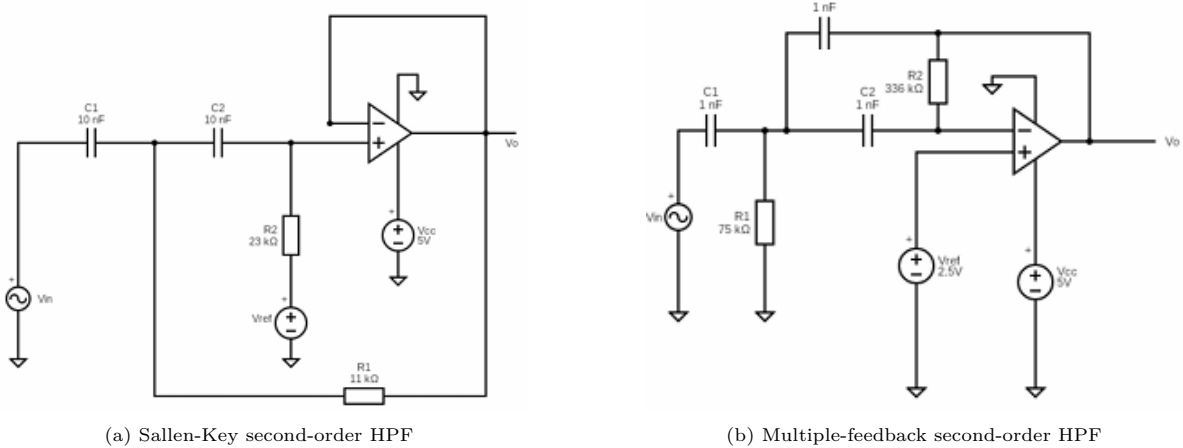 C1
10 nF
C2
10 nF
−
+
Vo
+
Vcc
+
−
5V
R2
23 kΩ
+
Vin
+
Vref
+
−
R1
11 kΩ
(a) Sallen-Key second-order HPF
1 nF
R2
336 kΩ
C1
1 nF
C2
1 nF
−
+
Vo
+
Vin
R1
75 kΩ
+
Vref
+
−
2.5V
+
Vcc
+
−
5V
(b) Multiple-feedback second-order HPF